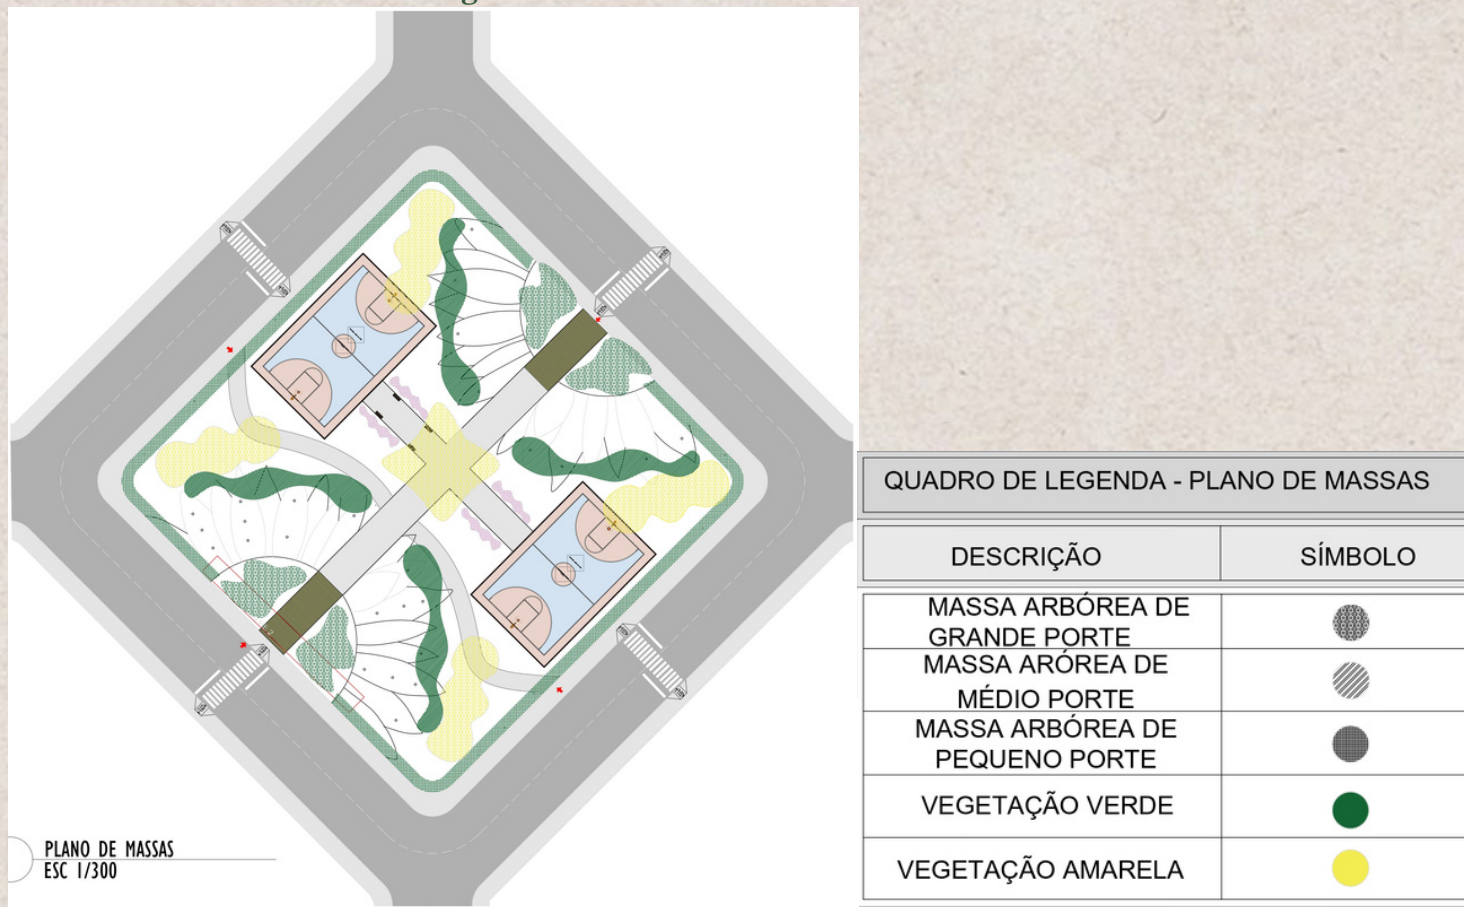 PLANO DE MASSAS
ESC 1/300
QUADRO DE LEGENDA - PLANO DE MASSAS
DESCRIÇÃO SÍMBOLO
MASSA ARBÓREA DE
GRANDE PORTE
MASSA ARÓREA DE
MÉDIO PORTE
MASSA ARBÓREA DE
PEQUENO PORTE
VEGETAÇÃO VERDE
VEGETAÇÃO AMARELA